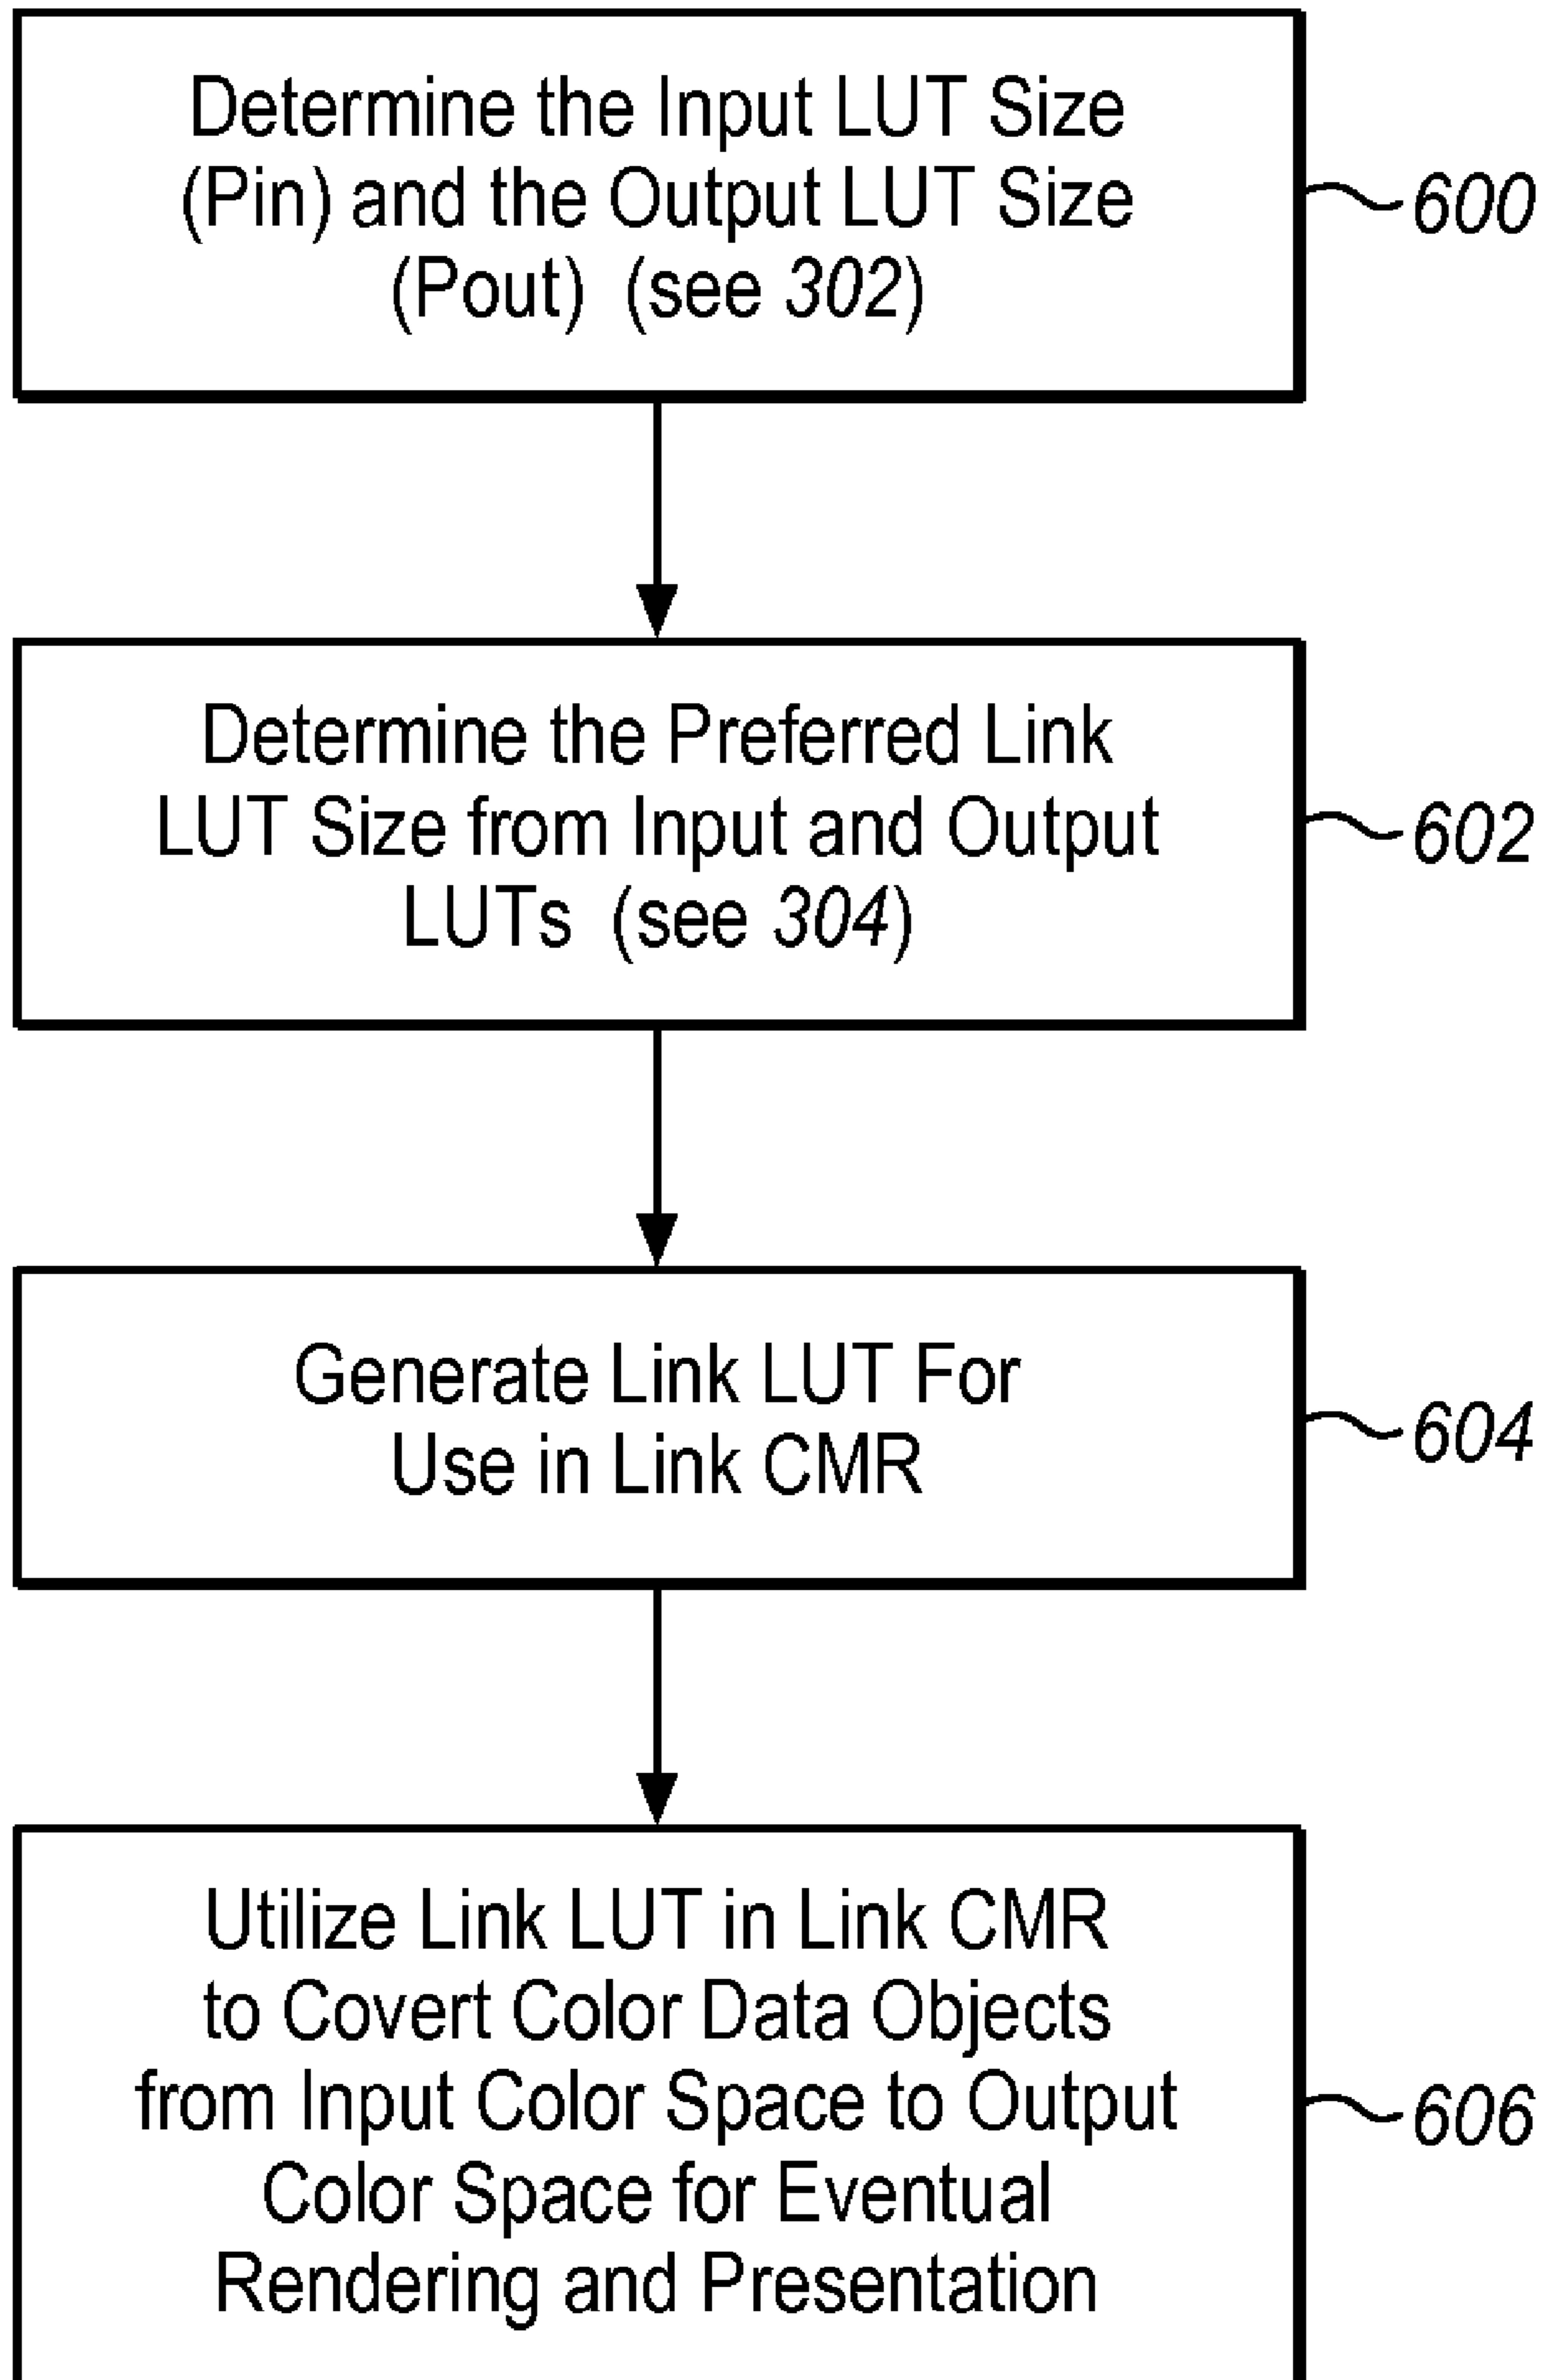 Determine the Input LUT Size
(Pin) and the Output LUT Size
(Pout) (see 302)
600
Determine the Preferred Link
LUT Size from Input and Output
LUTs (see 304)
602
Generate Link LUT For
Use in Link CMR
604
Utilize Link LUT in Link CMR
to Covert Color Data Objects
from Input Color Space to Output
Color Space for Eventual
Rendering and Presentation
606